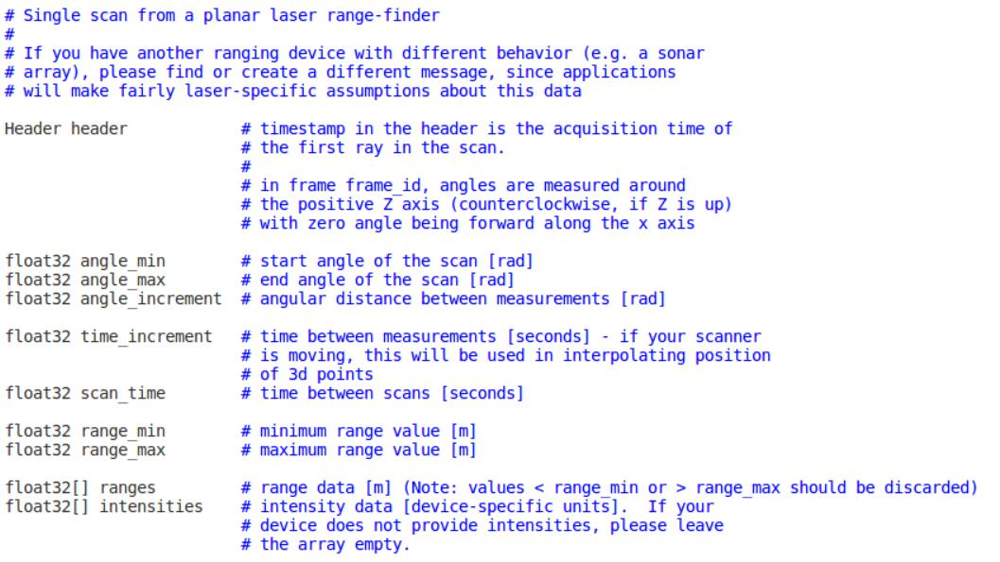 # Single scan from a planar laser range-finder
#
# If you have another ranging device with different behavior (e.g. a sonar
# array), please find or create a different message, since applications
# will make fairly laser-specific assumptions about this data
Header header            # timestamp in the header is the acquisition time of
                         # the first ray in the scan.
                         #
                         # in frame frame_id, angles are measured around
                         # the positive Z axis (counterclockwise, if Z is up)
                         # with zero angle being forward along the x axis
float32 angle_min        # start angle of the scan [rad]
float32 angle_max        # end angle of the scan [rad]
float32 angle_increment  # angular distance between measurements [rad]
float32 time_increment   # time between measurements [seconds] - if your scanner
                         # is moving, this will be used in interpolating position
                         # of 3d points
float32 scan_time        # time between scans [seconds]
float32 range_min        # minimum range value [m]
float32 range_max        # maximum range value [m]
float32[] ranges         # range data [m] (Note: values < range_min or > range_max should be discarded)
float32[] intensities    # intensity data [device-specific units].  If your
                         # device does not provide intensities, please leave
                         # the array empty.